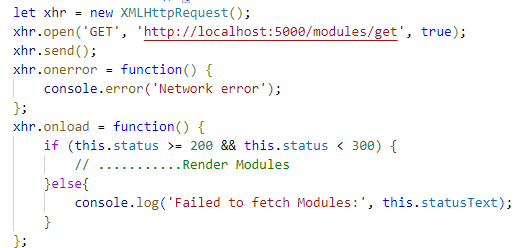 let xhr = new XMLHttpRequest();
xhr.open('GET', 'http://localhost:5000/modules/get', true);
xhr.send();
xhr.onerror = function() {
    console.error('Network error');
};
xhr.onload = function() {
    if (this.status >= 200 && this.status < 300) {
        // ...........Render Modules
    }else{
        console.log('Failed to fetch Modules:', this.statusText);
    }
};